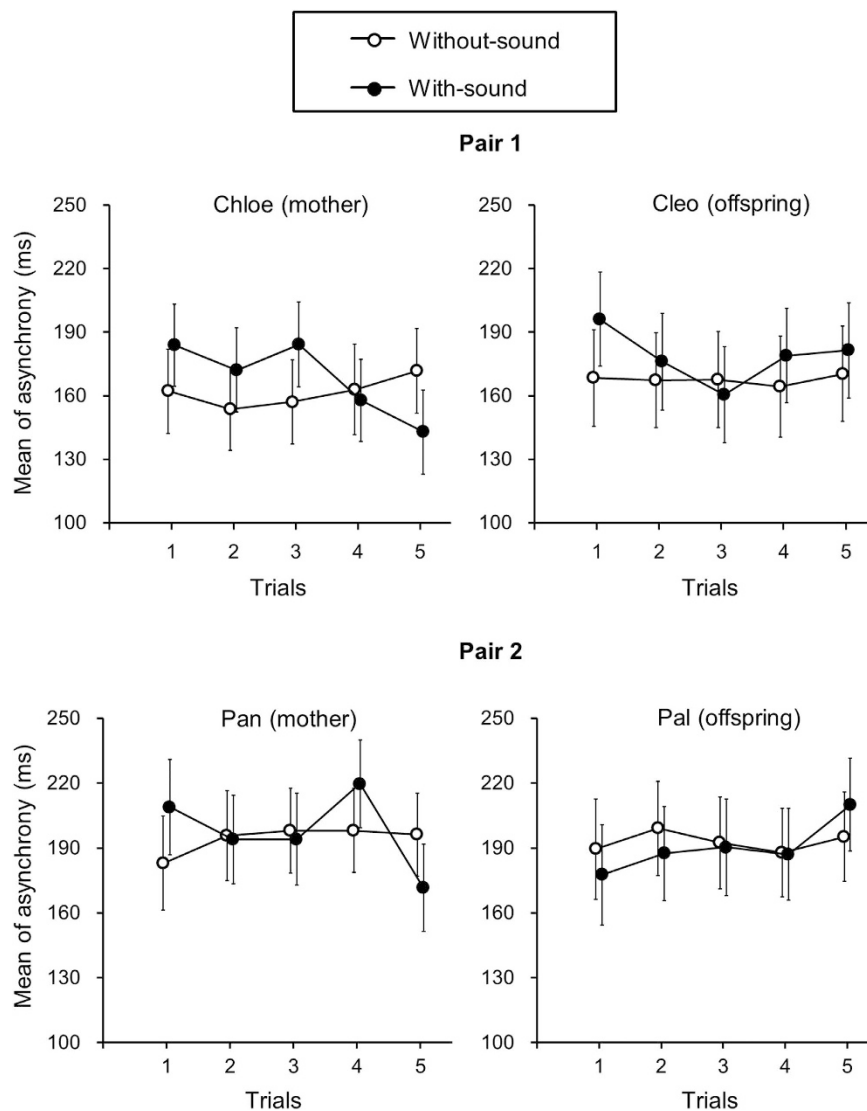 Without-sound
With-sound
Pair 1
Chloe (mother)
Cleo (offspring)
Mean of asynchrony (ms)
250
220
190
160
130
100
1 2 3 4 5
Trials
250
220
190
160
130
100
1 2 3 4 5
Trials
Pair 2
Pan (mother)
Pal (offspring)
Mean of asynchrony (ms)
250
220
190
160
130
100
1 2 3 4 5
Trials
250
220
190
160
130
100
1 2 3 4 5
Trials